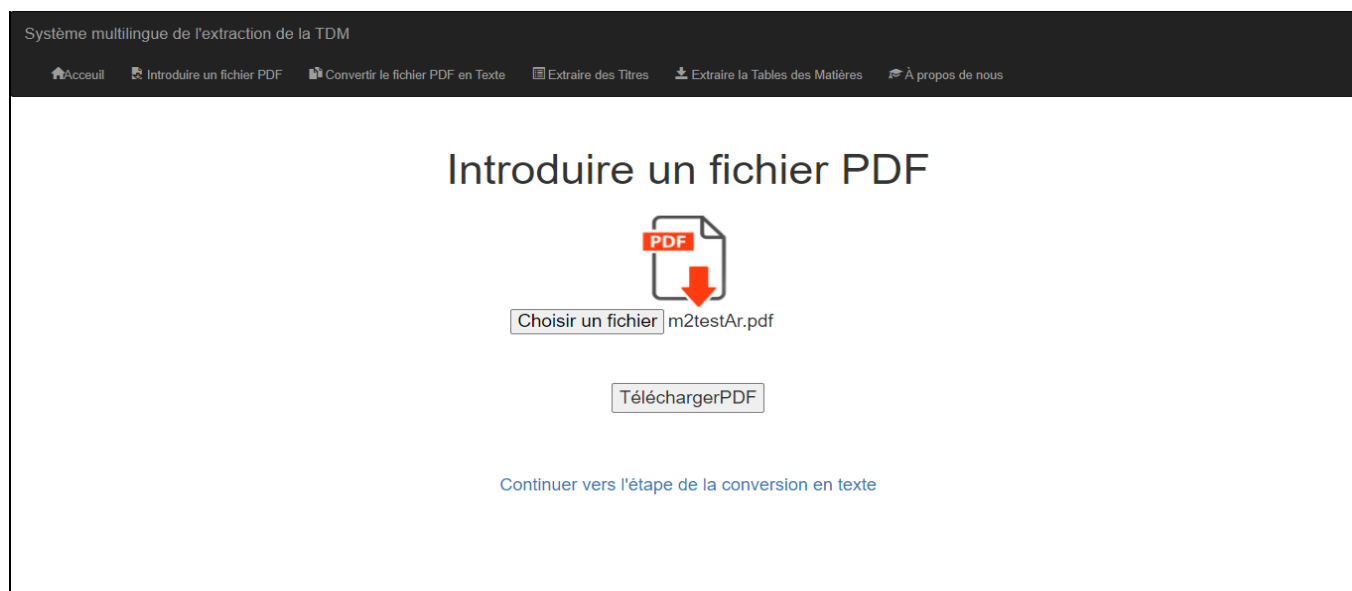 Système multilingue de l'extraction de la TDM
Acceuil Introduire un fichier PDF Convertir le fichier PDF en Texte Extraire des Titres Extraire la Tables des Matières À propos de nous
Introduire un fichier PDF
PDF
Choisir un fichier m2testAr.pdf
TéléchargerPDF
Continuer vers l'étape de la conversion en texte